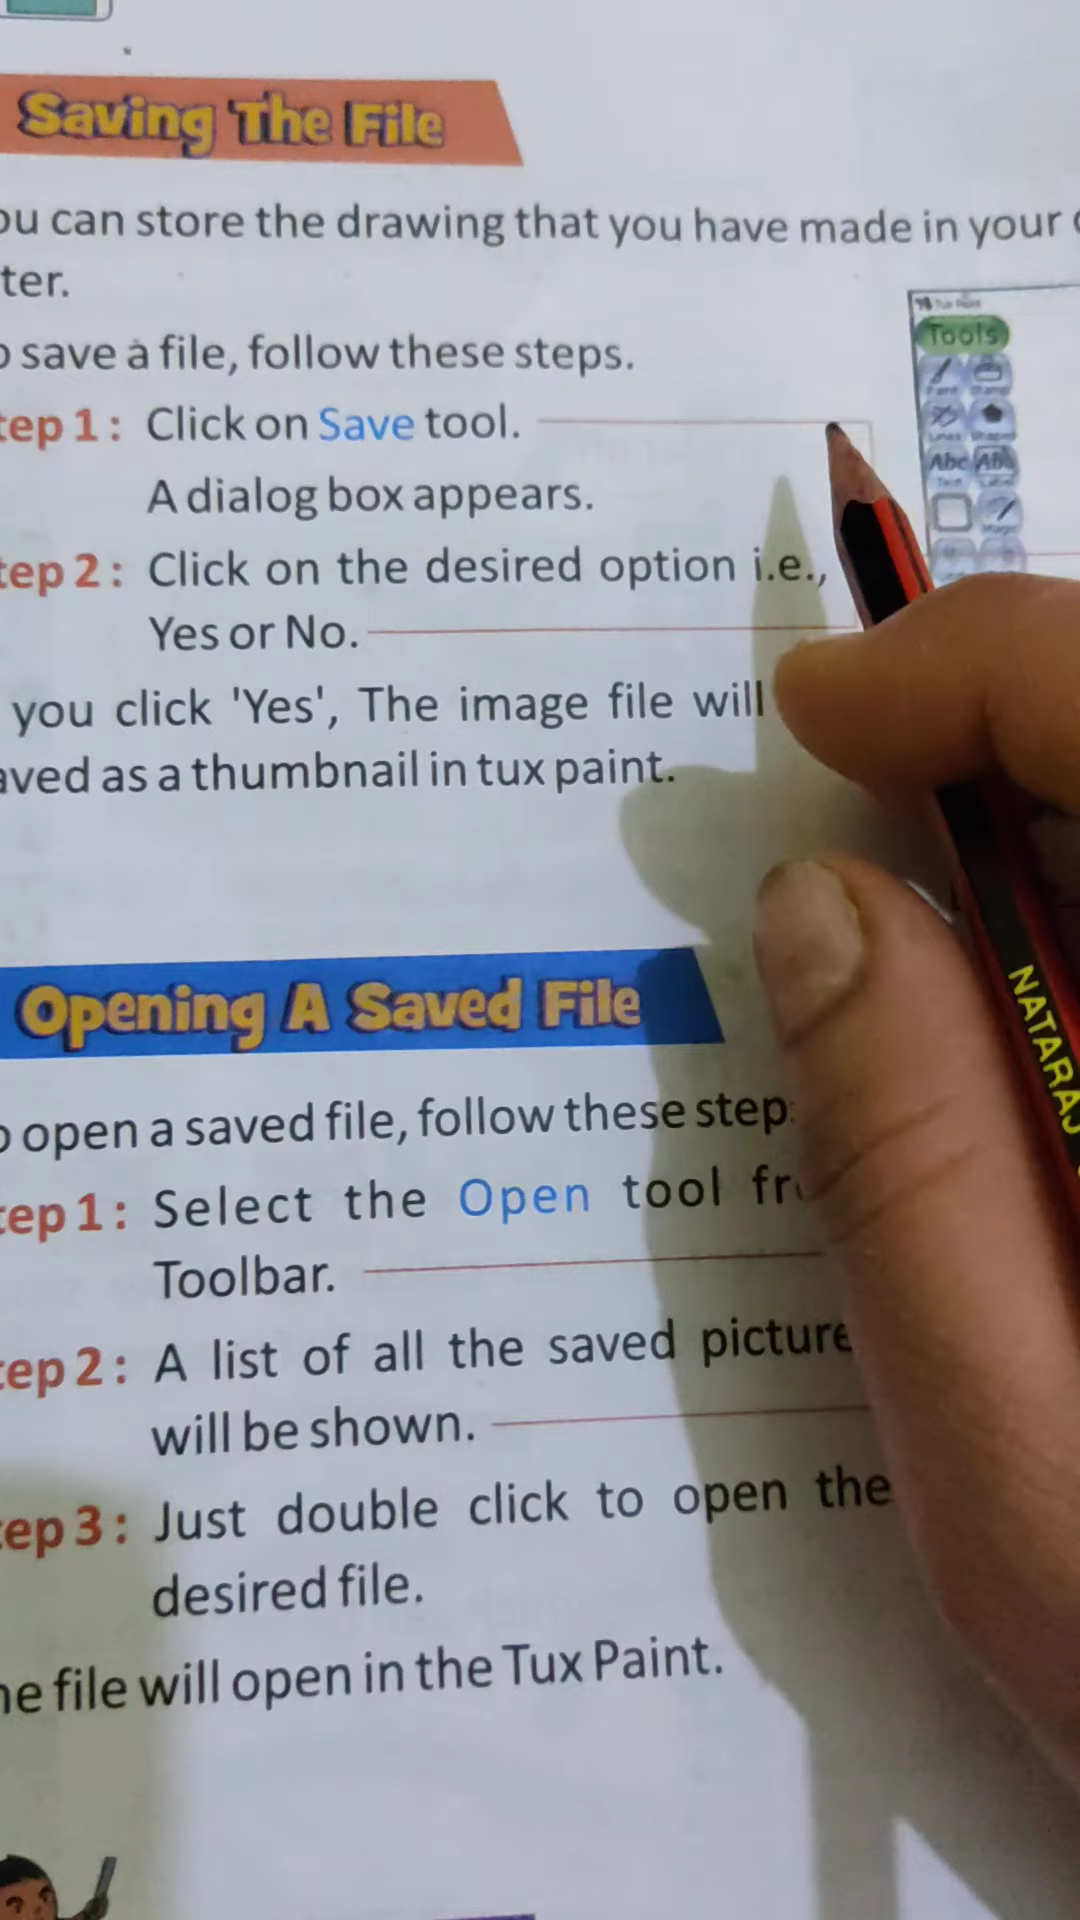 Saving The File
ou can store the drawing that you have made in your
ter.
o save a file, follow these steps.
tep 1 : Click on Save tool.
A dialog box appears.
tep 2 : Click on the desired option i.e.,
Yes or No.
you click 'Yes', The image file will
aved as a thumbnail in tux paint.
Tux Paint
Tools
Abc
Text
Magic
Opening A Saved File
o open a saved file, follow these step
tep 1 : Select the Open tool fr
Toolbar.
tep 2 : A list of all the saved picture
will be shown.
tep 3 : Just double click to open the
desired file.
he file will open in the Tux Paint.
NATARAJ